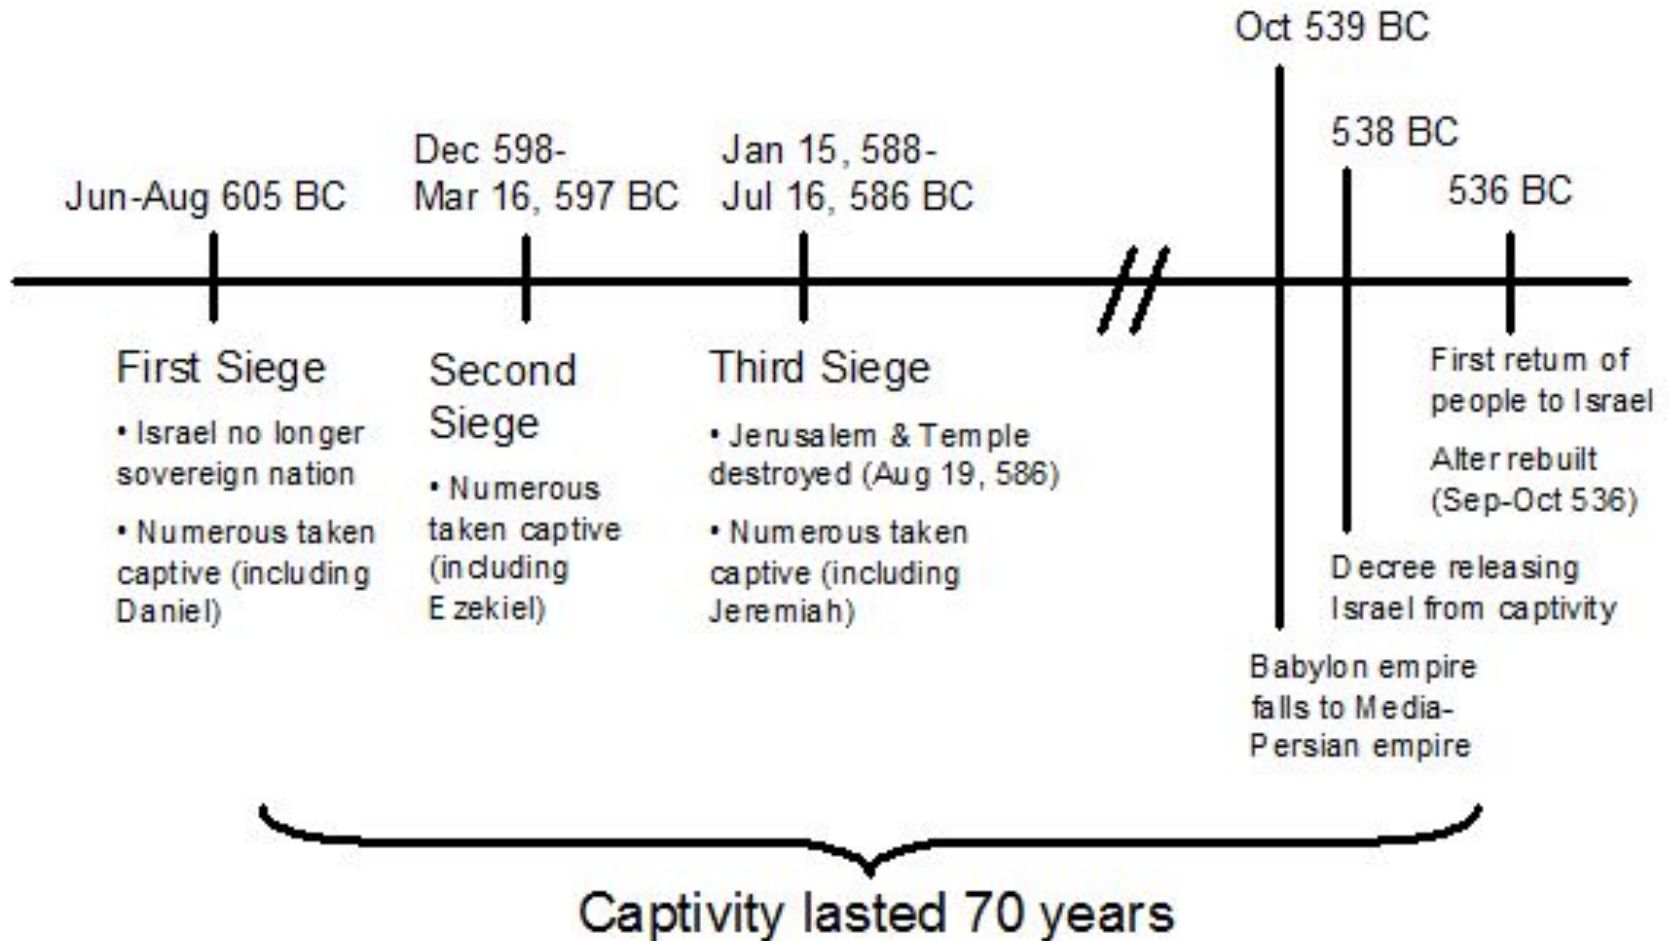 Oct 539 BC
538 BC
536 BC
Dec 598-
Mar 16, 597 BC
Jan 15, 588-
Jul 16, 586 BC
Jun-Aug 605 BC
First Siege
• Israel no longer
sovereign nation
• Numerous taken
captive (including
Daniel)
Second
Siege
• Numerous
taken captive
(including
Ezekiel)
Third Siege
• Jerusalem & Temple
destroyed (Aug 19, 586)
• Numerous taken
captive (including
Jeremiah)
First return of
people to Israel
Alter rebuilt
(Sep-Oct 536)
Decree releasing
Israel from captivity
Babylon empire
falls to Media-
Persian empire
Captivity lasted 70 years